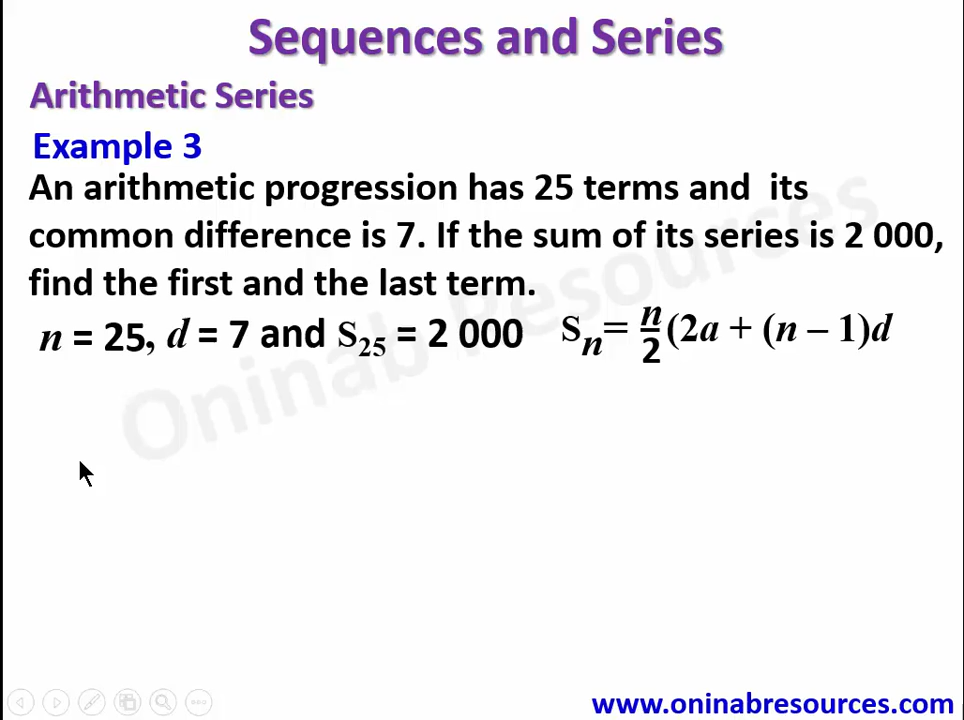 Sequences and Series
Arithmetic Series
Example 3
An arithmetic progression has 25 terms and its
common difference is 7. If the sum of its series is 2 000,
find the first and the last term.
n = 25, d = 7 and S₂₅ = 2 000 Sₙ= n/2(2a + (n – 1)d
Oninab Resources
www.oninabresources.com